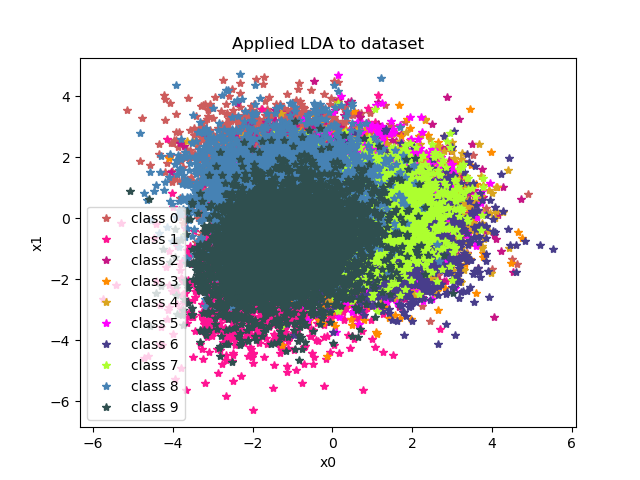 Applied LDA to dataset
x1
4
2
0
−2
−4
−6
class 0
class 1
class 2
class 3
class 4
class 5
class 6
class 7
class 8
class 9
−6 −4 −2 0 2 4 6
x0